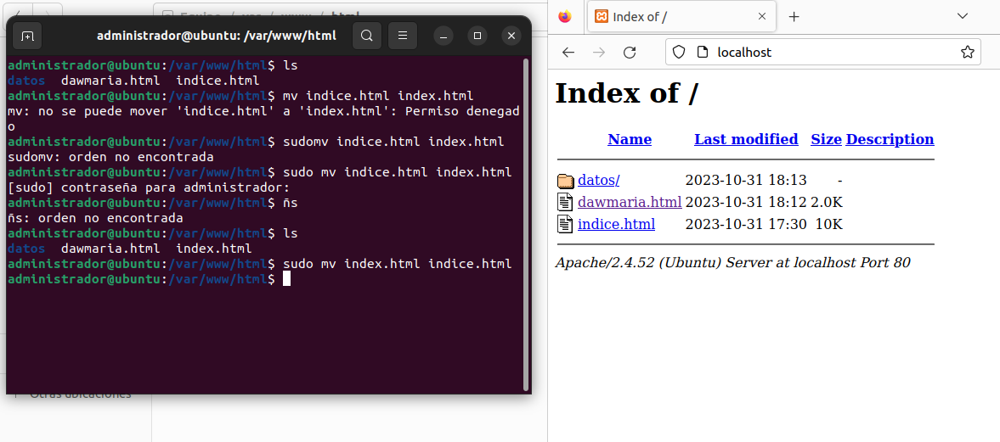 Equipo / var / www / html
administrador@ubuntu: /var/www/html
administrador@ubuntu:/var/www/html$ ls
datos  dawmaria.html  indice.html
administrador@ubuntu:/var/www/html$ mv indice.html index.html
mv: no se puede mover 'indice.html' a 'index.html': Permiso denegad
o
administrador@ubuntu:/var/www/html$ sudomv indice.html index.html
sudomv: orden no encontrada
administrador@ubuntu:/var/www/html$ sudo mv indice.html index.html
[sudo] contraseña para administrador:
administrador@ubuntu:/var/www/html$ ñs
ñs: orden no encontrada
administrador@ubuntu:/var/www/html$ ls
datos  dawmaria.html  index.html
administrador@ubuntu:/var/www/html$ sudo mv index.html indice.html
administrador@ubuntu:/var/www/html$
Otras ubicaciones
Index of /
localhost
Index of /
Name Last modified Size Description
datos/ 2023-10-31 18:13 -
dawmaria.html 2023-10-31 18:12 2.0K
indice.html 2023-10-31 17:30 10K
Apache/2.4.52 (Ubuntu) Server at localhost Port 80